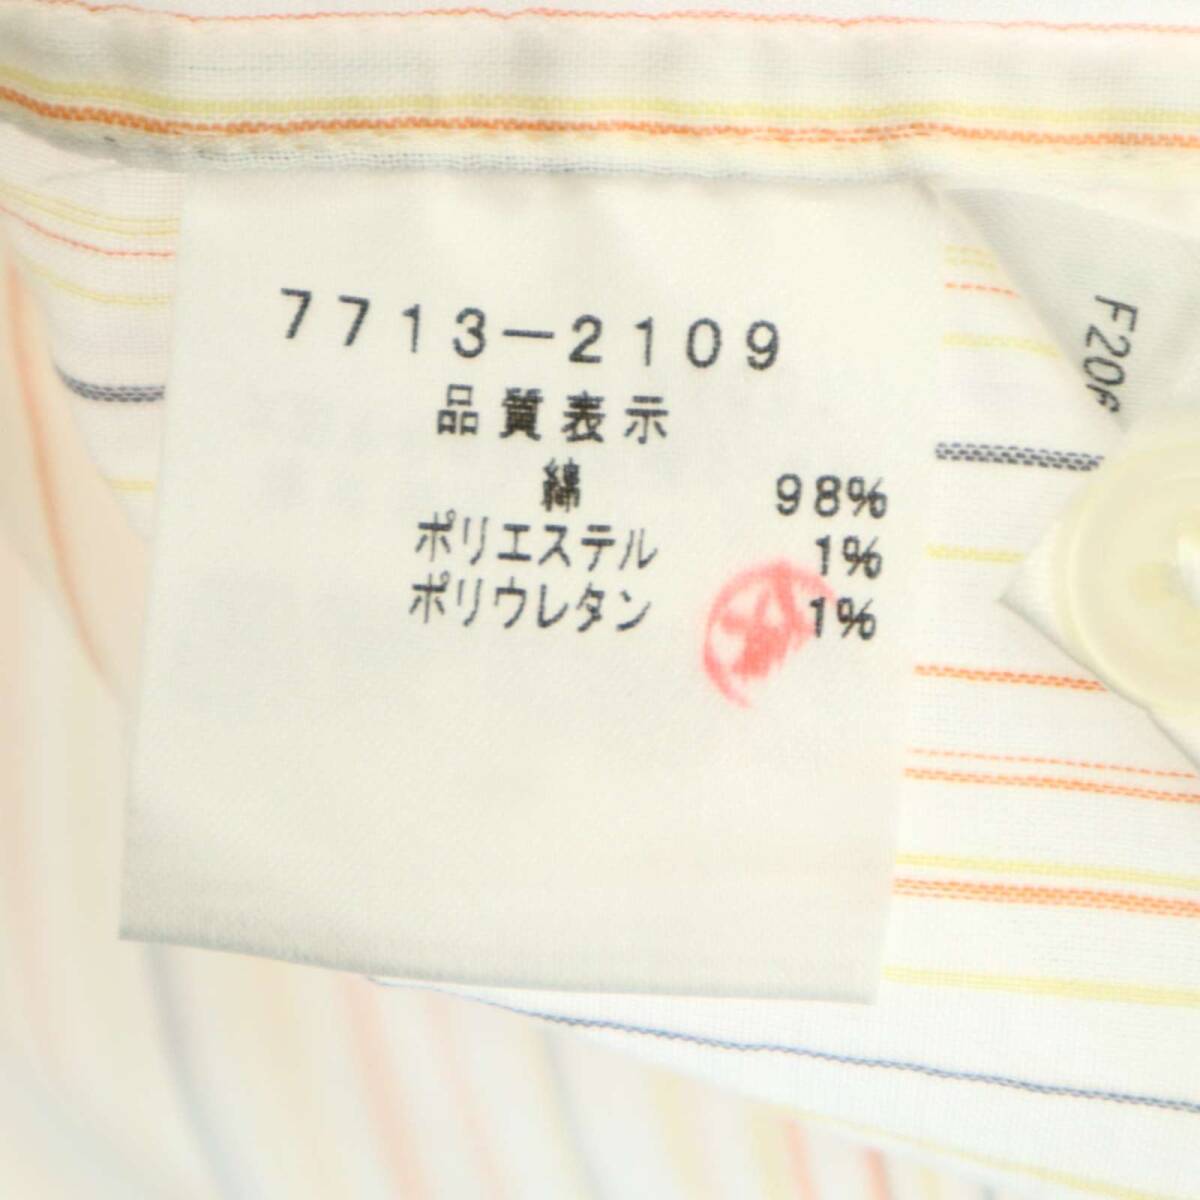 7713-2109
品質表示
綿 98%
ポリエステル 1%
ポリウレタン 1%